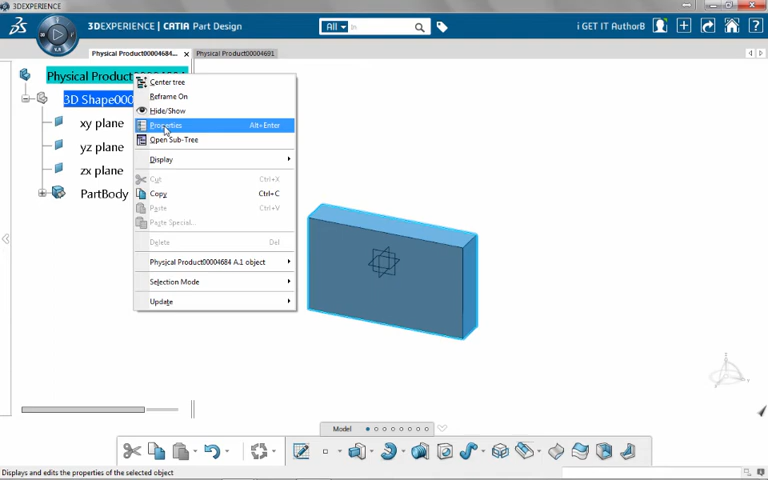 3DEXPERIENCE
3DEXPERIENCE | CATIA Part Design
All
i GET IT AuthorB
V.R
Physical Product00004684...
Physical Product00004691
Physical Product00004684
3D Shape000
xy plane
yz plane
zx plane
PartBody
Center tree
Reframe On
Hide/Show
Properties Alt+Enter
Open Sub-Tree
Display
Cut Ctrl+X
Copy Ctrl+C
Paste Ctrl+V
Paste Special...
Delete Del
Physical Product00004684 A.1 object
Selection Mode
Update
Model
Displays and edits the properties of the selected object